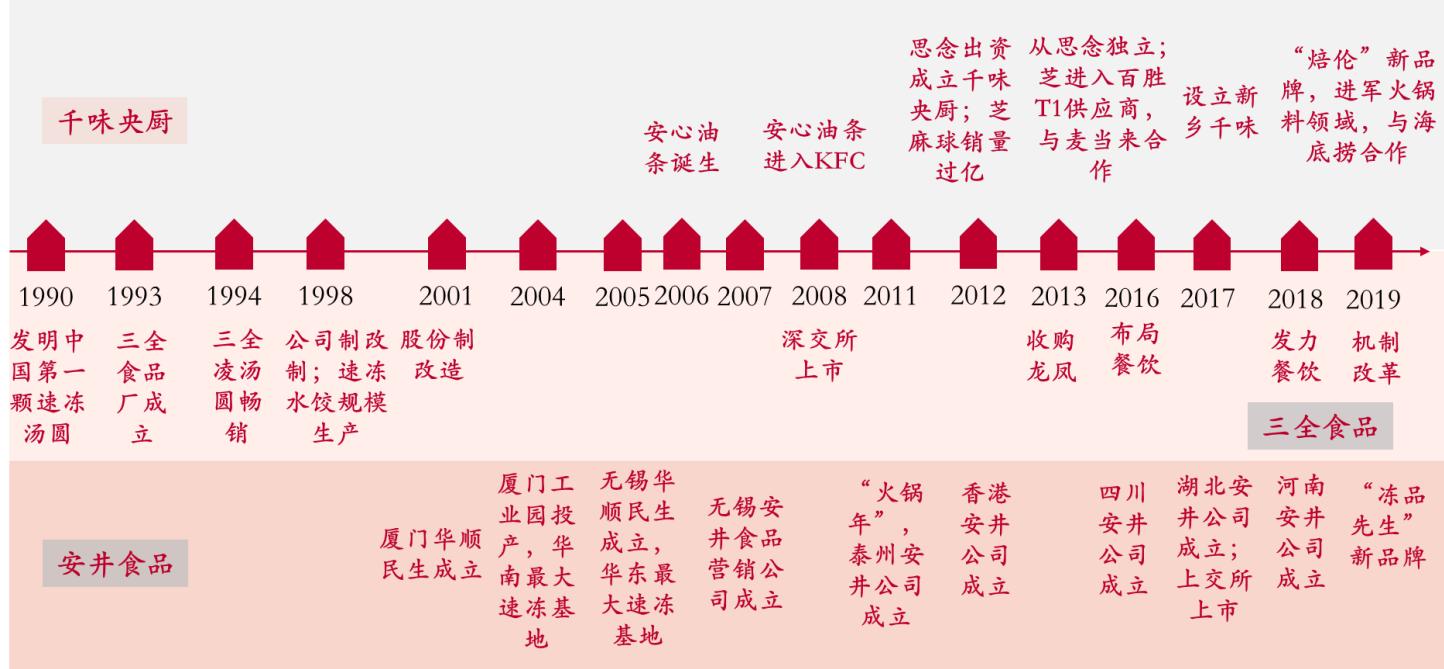 千味央厨
安心油
条诞生
安心油条
进入KFC
思念出资
成立千味
央厨；芝
麻球销量
过亿
从思念独立；
芝进入百胜
T1供应商，
与麦当来合
作
设立新
乡千味
“焙伦”新品
牌，进军火锅
料领域，与海
底捞合作
1990
1993
1994
1998
2001
2004
2005
2006
2007
2008
2011
2012
2013
2016
2017
2018
2019
发明中
国第一
颗速冻
汤圆
三全
食品
厂成
立
三全
凌汤
圆畅
销
公司制改
制；速冻
水饺规模
生产
股份制
改造
深交所
上市
收购
龙凤
布局
餐饮
发力
餐饮
机制
改革
三全食品
安井食品
厦门华顺
民生成立
厦门工
业园投
产，华
南最大
速冻基
地
无锡华
顺民生
成立，
华东最
大速冻
基地
无锡安
井食品
营销公
司成立
“火锅
年”，
泰州安
井公司
成立
香港
安井
公司
成立
四川
安井
公司
成立
湖北安
井公司
成立；
上交所
上市
河南
安井
公司
成立
“冻品
先生”
新品牌